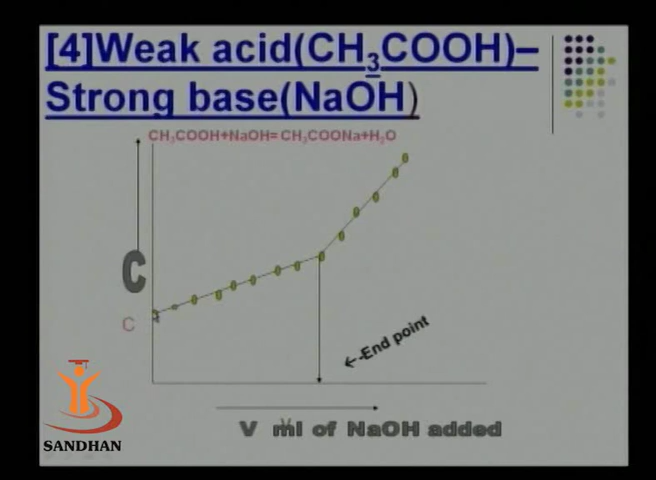 [4]Weak acid(CH₃COOH)–
Strong base(NaOH)
CH₃COOH+NaOH= CH₃COONa+H₂O
C
C
←-End point
V ml of NaOH added
SANDHAN